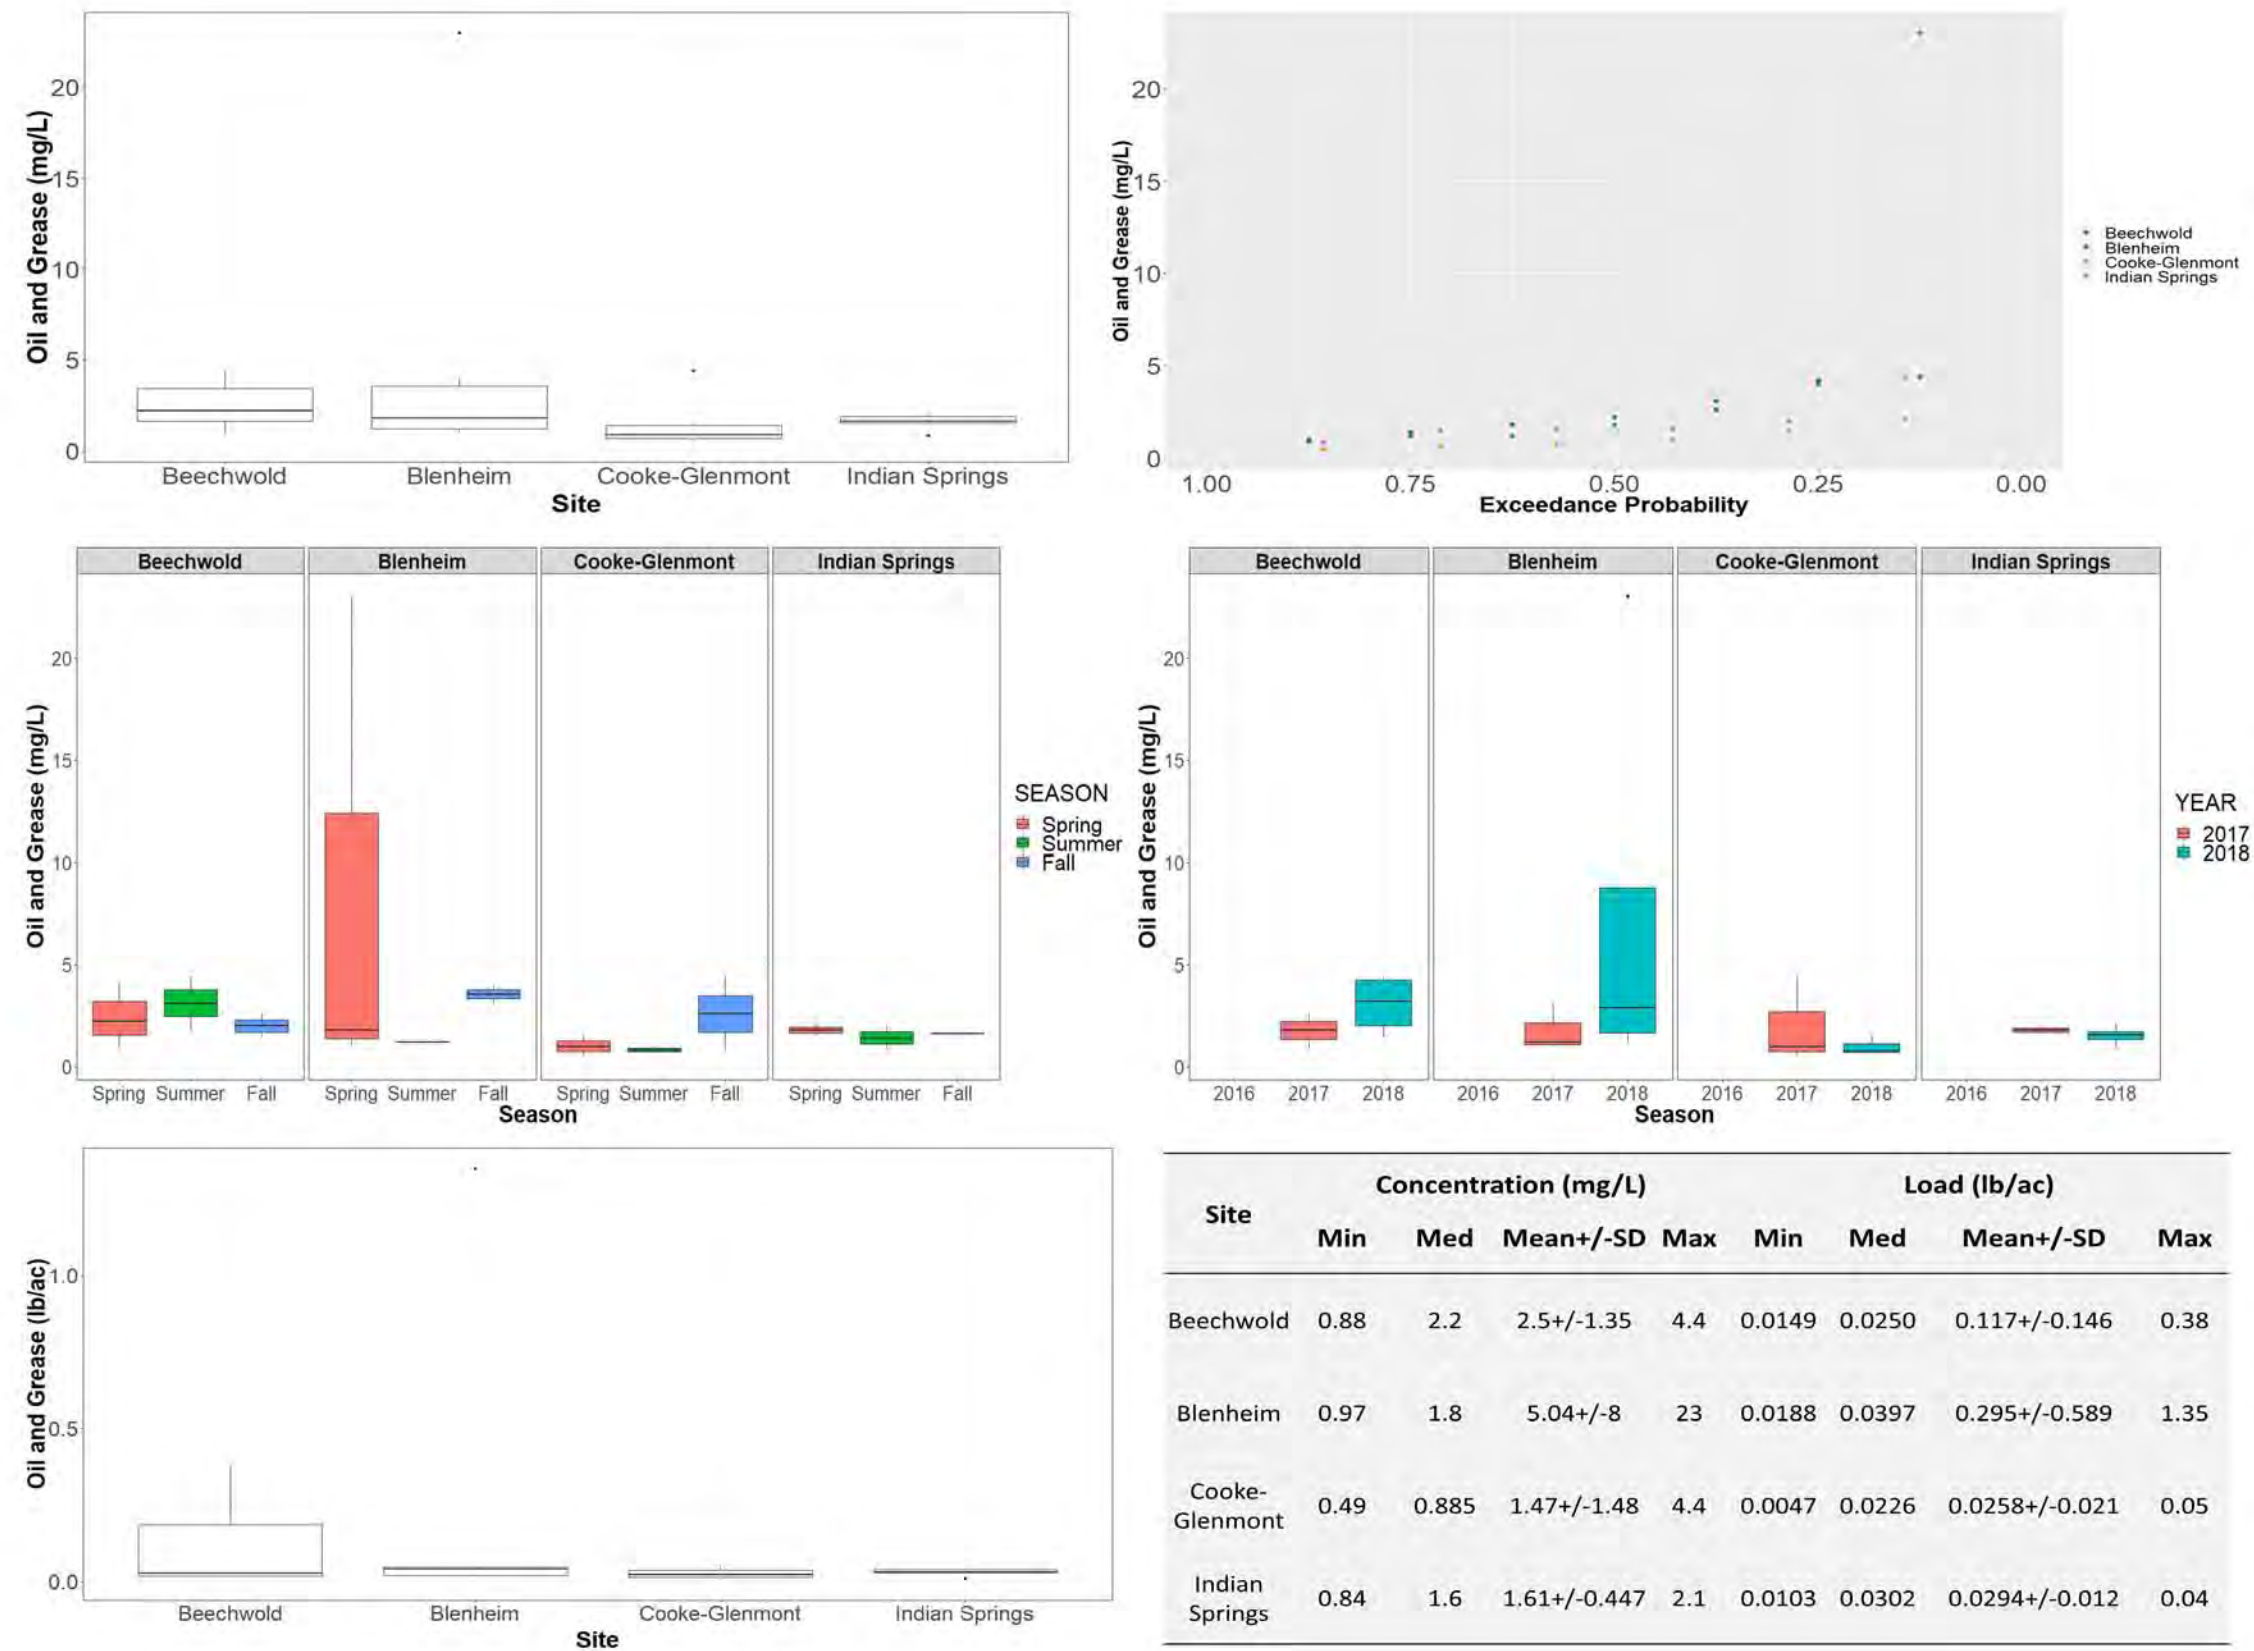 Oil and Grease (mg/L)
20
15
10
5
0
Beechwold Blenheim Cooke-Glenmont Indian Springs
Site
Oil and Grease (mg/L)
20
15
10
5
0
1.00 0.75 0.50 0.25 0.00
Exceedance Probability
Beechwold
Blenheim
Cooke-Glenmont
Indian Springs
Beechwold Blenheim Cooke-Glenmont Indian Springs
Oil and Grease (mg/L)
20
15
10
5
0
Spring Summer Fall Spring Summer Fall Spring Summer Fall Spring Summer Fall
Season
SEASON
Spring
Summer
Fall
Beechwold Blenheim Cooke-Glenmont Indian Springs
Oil and Grease (mg/L)
20
15
10
5
0
2016 2017 2018 2016 2017 2018 2016 2017 2018 2016 2017 2018
Season
YEAR
2017
2018
Oil and Grease (lb/ac)
1.0
0.5
0.0
Beechwold Blenheim Cooke-Glenmont Indian Springs
Site
Site Concentration (mg/L) Load (lb/ac)
Min Med Mean+/-SD Max Min Med Mean+/-SD Max
Beechwold 0.88 2.2 2.5+/-1.35 4.4 0.0149 0.0250 0.117+/-0.146 0.38
Blenheim 0.97 1.8 5.04+/-8 23 0.0188 0.0397 0.295+/-0.589 1.35
Cooke-
Glenmont 0.49 0.885 1.47+/-1.48 4.4 0.0047 0.0226 0.0258+/-0.021 0.05
Indian
Springs 0.84 1.6 1.61+/-0.447 2.1 0.0103 0.0302 0.0294+/-0.012 0.04